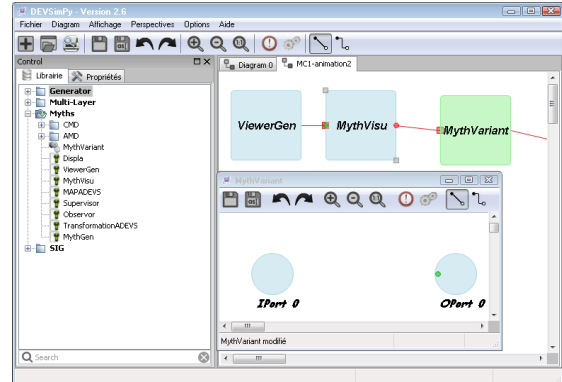 DEVSimPy - Version 2.6
Fichier Diagram Affichage Perspectives Options Aide
Control
Librairie Propriétés
Generator
Multi-Layer
Myths
CMD
AMD
MythVariant
Displa
ViewerGen
MythVisu
MAPADEVS
Supervisor
Observor
TransformationADEVS
MythGen
SIG
Search
Diagram 0 MC1-animation2
ViewerGen MythVisu MythVariant
MythVariant
IPort 0 OPort 0
MythVariant modifié